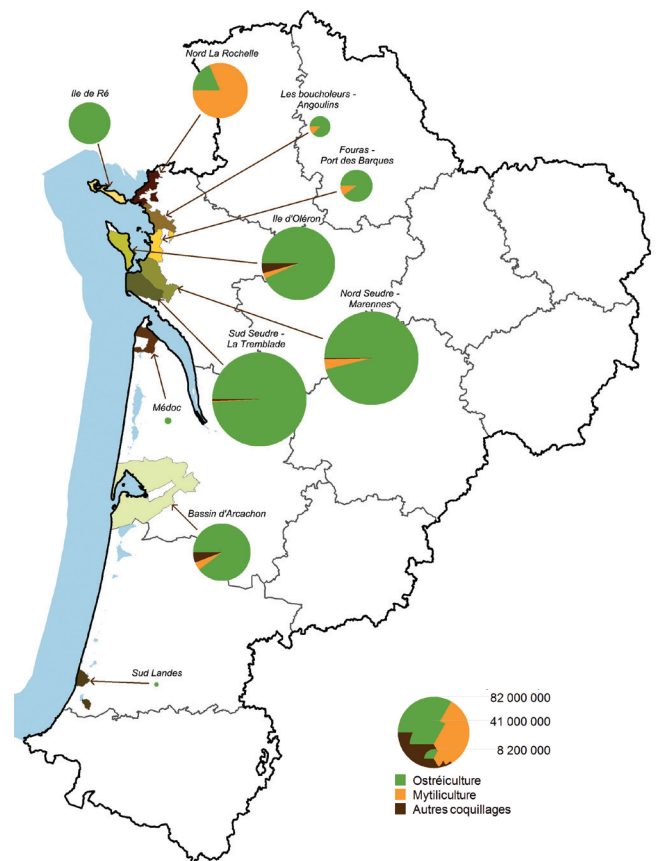 Nord La Rochelle
Ile de Ré
Les boucholeurs -
Angoulins
Fouras -
Port des Barques
Ile d'Oléron
Nord Seudre -
Marennes
Sud Seudre -
La Tremblade
Médoc
Bassin d'Arcachon
Sud Landes
82 000 000
41 000 000
8 200 000
Ostréiculture
Mytiliculture
Autres coquillages